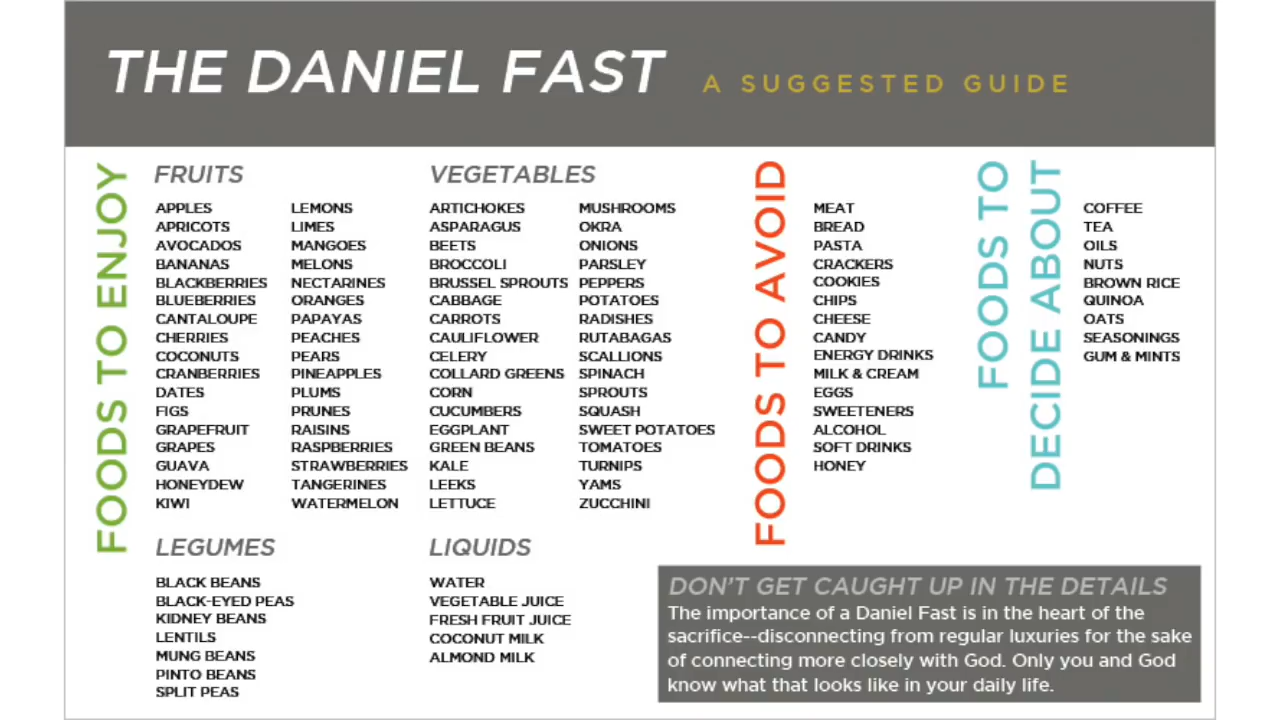 THE DANIEL FAST A SUGGESTED GUIDE
FOODS TO ENJOY
FRUITS
APPLES
APRICOTS
AVOCADOS
BANANAS
BLACKBERRIES
BLUEBERRIES
CANTALOUPE
CHERRIES
COCONUTS
CRANBERRIES
DATES
FIGS
GRAPEFRUIT
GRAPES
GUAVA
HONEYDEW
KIWI
LEMONS
LIMES
MANGOES
MELONS
NECTARINES
ORANGES
PAPAYAS
PEACHES
PEARS
PINEAPPLES
PLUMS
PRUNES
RAISINS
RASPBERRIES
STRAWBERRIES
TANGERINES
WATERMELON
VEGETABLES
ARTICHOKES
ASPARAGUS
BEETS
BROCCOLI
BRUSSEL SPROUTS
CABBAGE
CARROTS
CAULIFLOWER
CELERY
COLLARD GREENS
CORN
CUCUMBERS
EGGPLANT
GREEN BEANS
KALE
LEEKS
LETTUCE
MUSHROOMS
OKRA
ONIONS
PARSLEY
PEPPERS
POTATOES
RADISHES
RUTABAGAS
SCALLIONS
SPINACH
SPROUTS
SQUASH
SWEET POTATOES
TOMATOES
TURNIPS
YAMS
ZUCCHINI
LEGUMES
BLACK BEANS
BLACK-EYED PEAS
KIDNEY BEANS
LENTILS
MUNG BEANS
PINTO BEANS
SPLIT PEAS
LIQUIDS
WATER
VEGETABLE JUICE
FRESH FRUIT JUICE
COCONUT MILK
ALMOND MILK
FOODS TO AVOID
MEAT
BREAD
PASTA
CRACKERS
COOKIES
CHIPS
CHEESE
CANDY
ENERGY DRINKS
MILK & CREAM
EGGS
SWEETENERS
ALCOHOL
SOFT DRINKS
HONEY
FOODS TO
DECIDE ABOUT
COFFEE
TEA
OILS
NUTS
BROWN RICE
QUINOA
OATS
SEASONINGS
GUM & MINTS
DON'T GET CAUGHT UP IN THE DETAILS
The importance of a Daniel Fast is in the heart of the
sacrifice--disconnecting from regular luxuries for the sake
of connecting more closely with God. Only you and God
know what that looks like in your daily life.